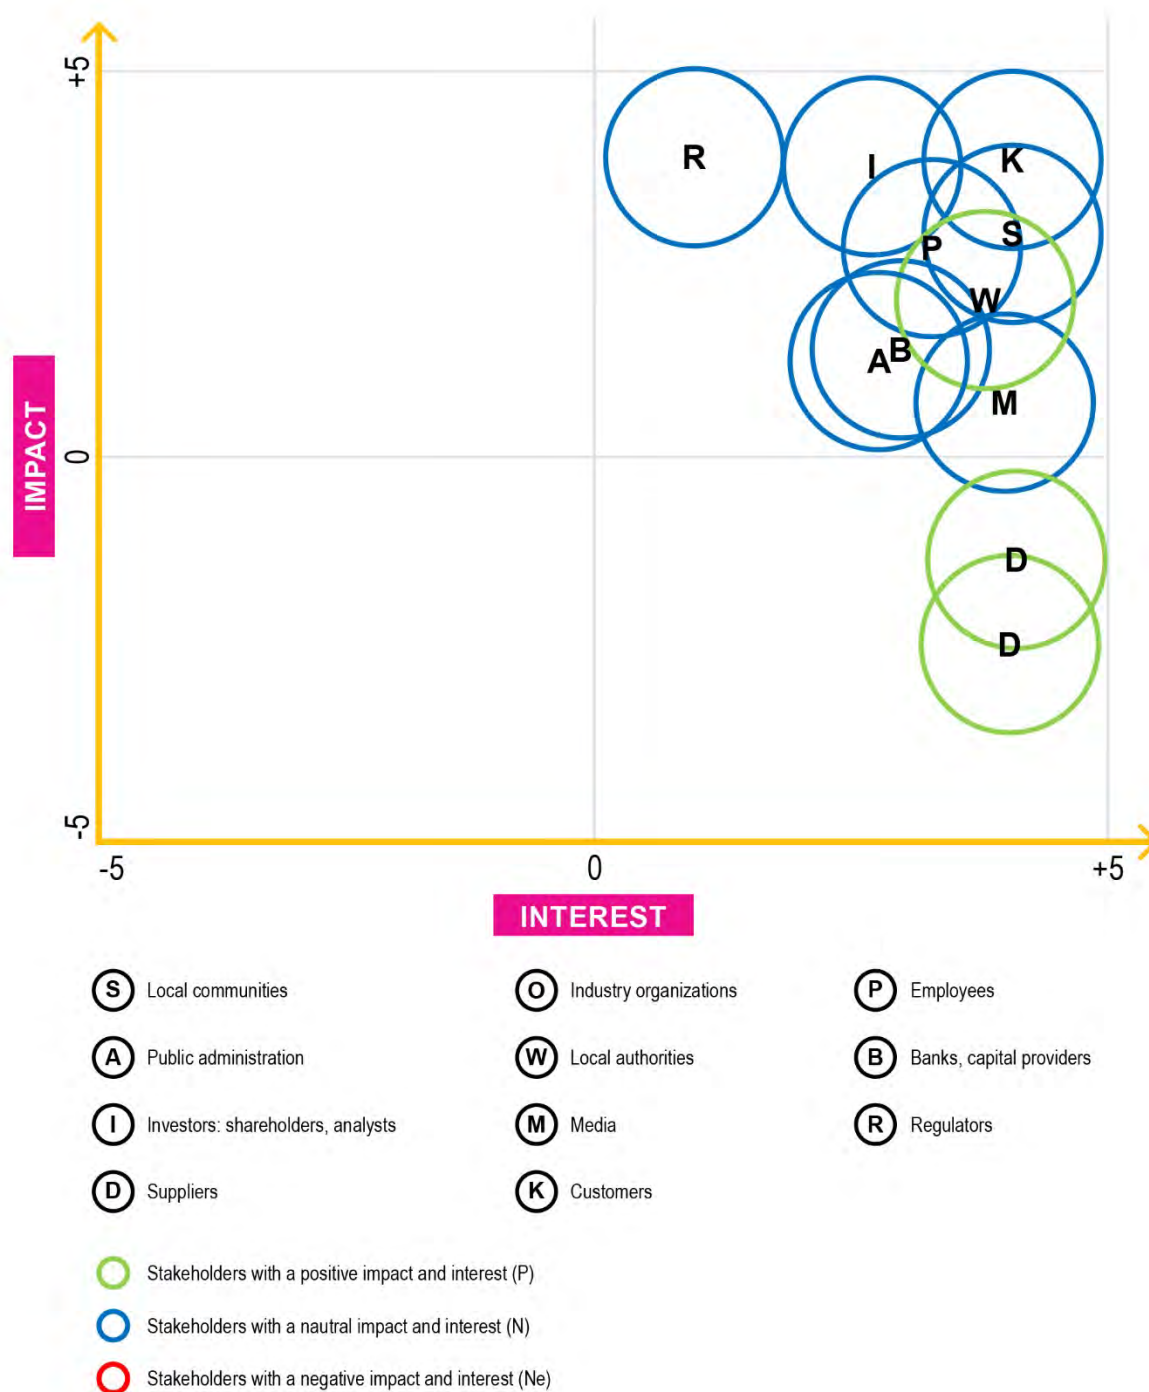 +5
R
I
K
S
P
W
B
A
M
IMPACT
0
D
D
-5
-5
0
+5
INTEREST
S Local communities
O Industry organizations
P Employees
A Public administration
W Local authorities
B Banks, capital providers
I Investors: shareholders, analysts
M Media
R Regulators
D Suppliers
K Customers
Stakeholders with a positive impact and interest (P)
Stakeholders with a nautral impact and interest (N)
Stakeholders with a negative impact and interest (Ne)